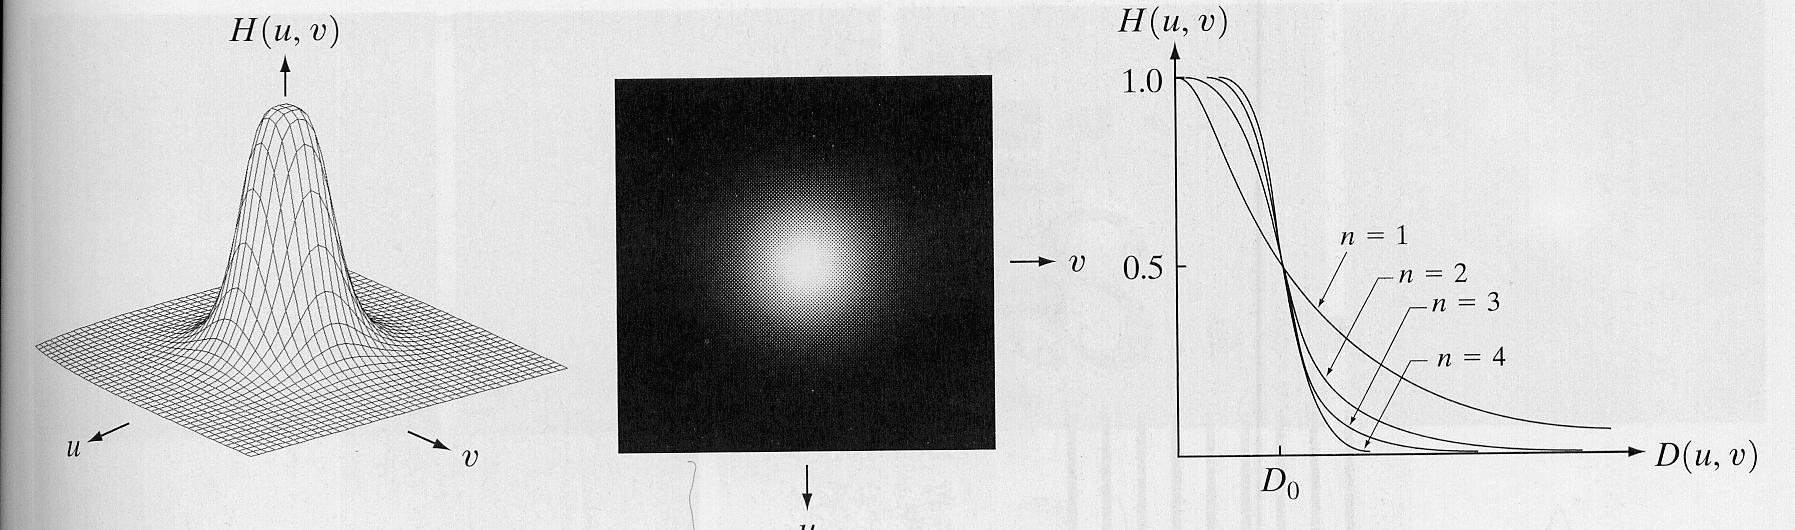 H(u, v)
u
v
v
u
H(u, v)
1.0
0.5
n = 1
n = 2
n = 3
n = 4
D₀
D(u, v)